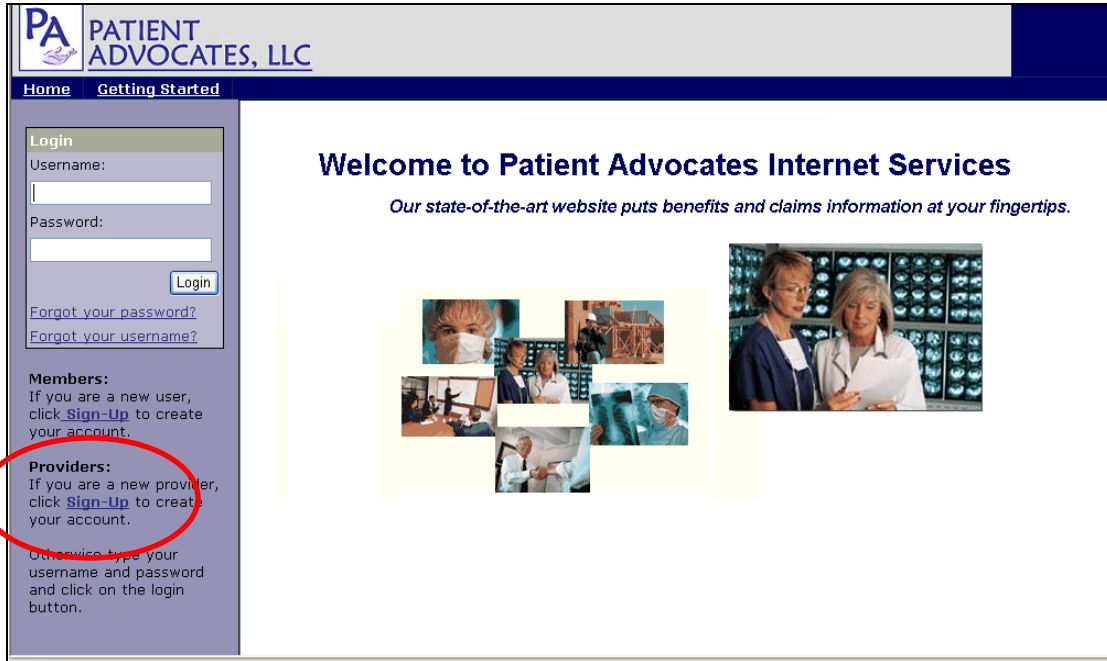 PA PATIENT
ADVOCATES, LLC
Home Getting Started
Login
Username:
Password:
Login
Forgot your password?
Forgot your username?
Members:
If you are a new user,
click Sign-Up to create
your account.
Providers:
If you are a new provider,
click Sign-Up to create
your account.
Otherwise type your
username and password
and click on the login
button.
Welcome to Patient Advocates Internet Services
Our state-of-the-art website puts benefits and claims information at your fingertips.